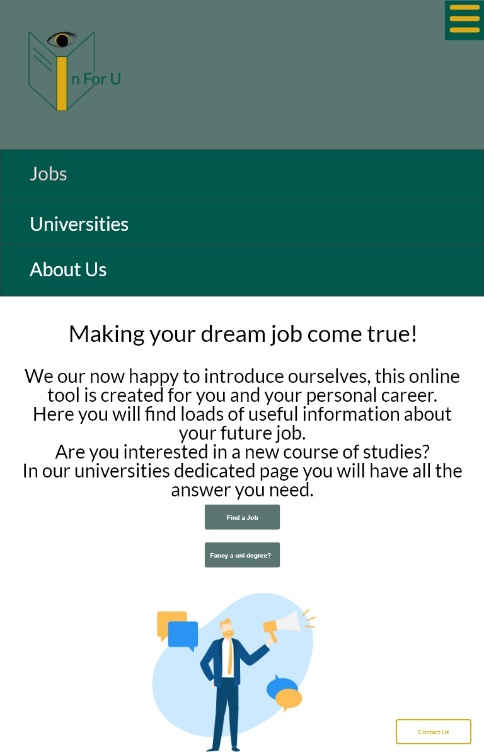 n For U
Jobs
Universities
About Us
Making your dream job come true!
We our now happy to introduce ourselves, this online
tool is created for you and your personal career.
Here you will find loads of useful information about
your future job.
Are you interested in a new course of studies?
In our universities dedicated page you will have all the
answer you need.
Find a Job
Fancy a uni degree?
Contact Us